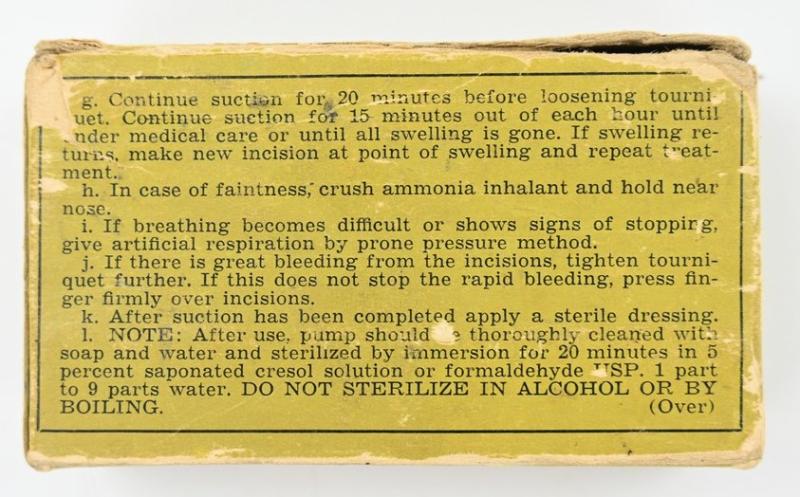 g. Continue suction for 20 minutes before loosening tourni-
uet. Continue suction for 15 minutes out of each hour until
nder medical care or until all swelling is gone. If swelling re-
turns, make new incision at point of swelling and repeat treat-
ment.
h. In case of faintness, crush ammonia inhalant and hold near
nose.
i. If breathing becomes difficult or shows signs of stopping,
give artificial respiration by prone pressure method.
j. If there is great bleeding from the incisions, tighten tourni-
quet further. If this does not stop the rapid bleeding, press fin-
ger firmly over incisions.
k. After suction has been completed apply a sterile dressing.
l. NOTE: After use, pump should e thoroughly cleaned with
soap and water and sterilized by immersion for 20 minutes in 5
percent saponated cresol solution or formaldehyde USP. 1 part
to 9 parts water. DO NOT STERILIZE IN ALCOHOL OR BY
BOILING. (Over)